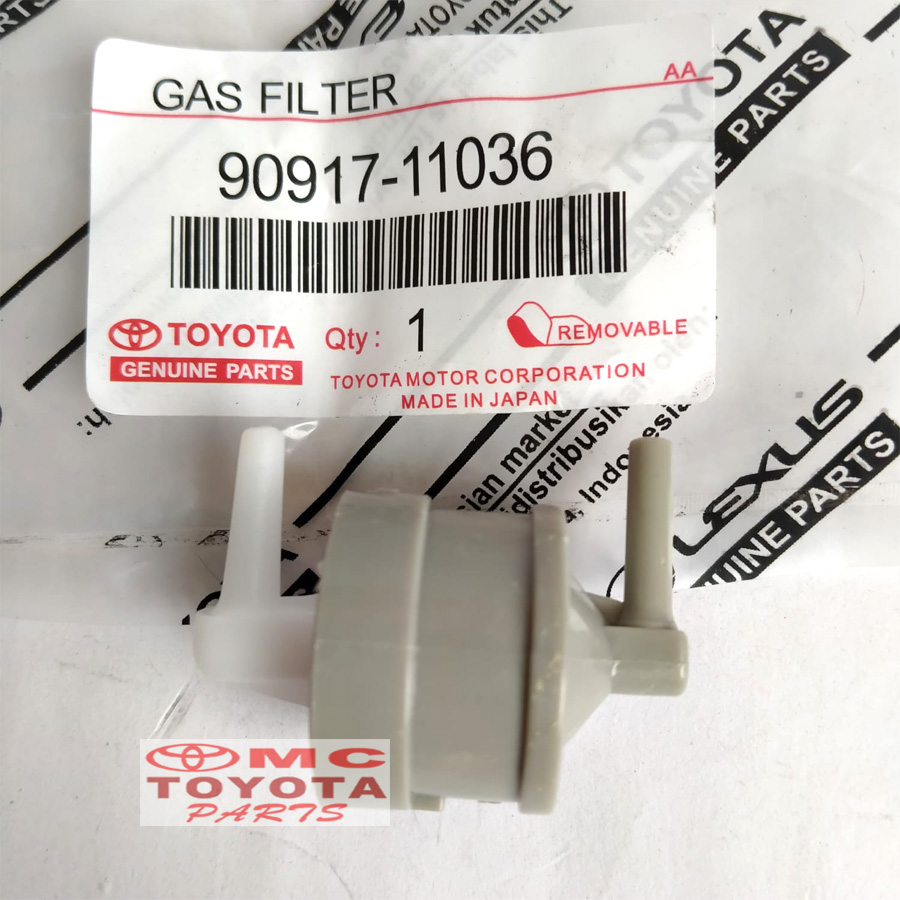 GAS FILTER
AA
90917-11036
TOYOTA
GENUINE PARTS
Qty: 1
REMOVABLE
TOYOTA MOTOR CORPORATION
MADE IN JAPAN
TOYOTA
GENUINE PARTS
LEXUS
GENUINE PARTS
MC
TOYOTA
PARTS